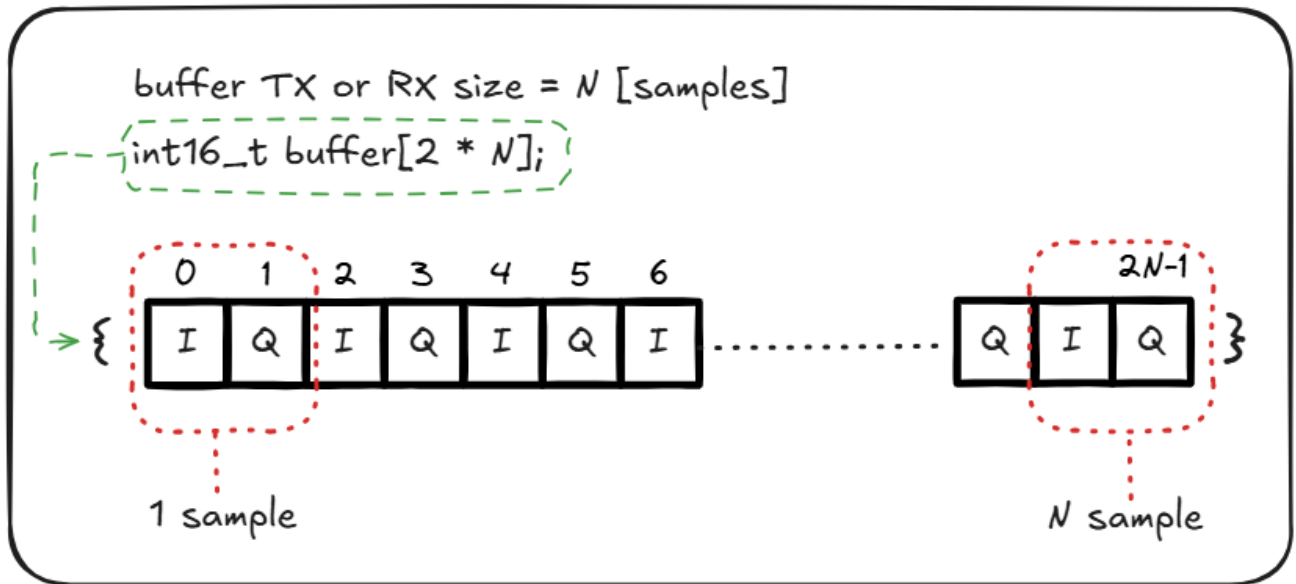 buffer TX or RX size = N [samples]
int16_t buffer[2 * N];
0 1 2 3 4 5 6 2N-1
{ I Q I Q I Q I Q I Q }
1 sample N sample